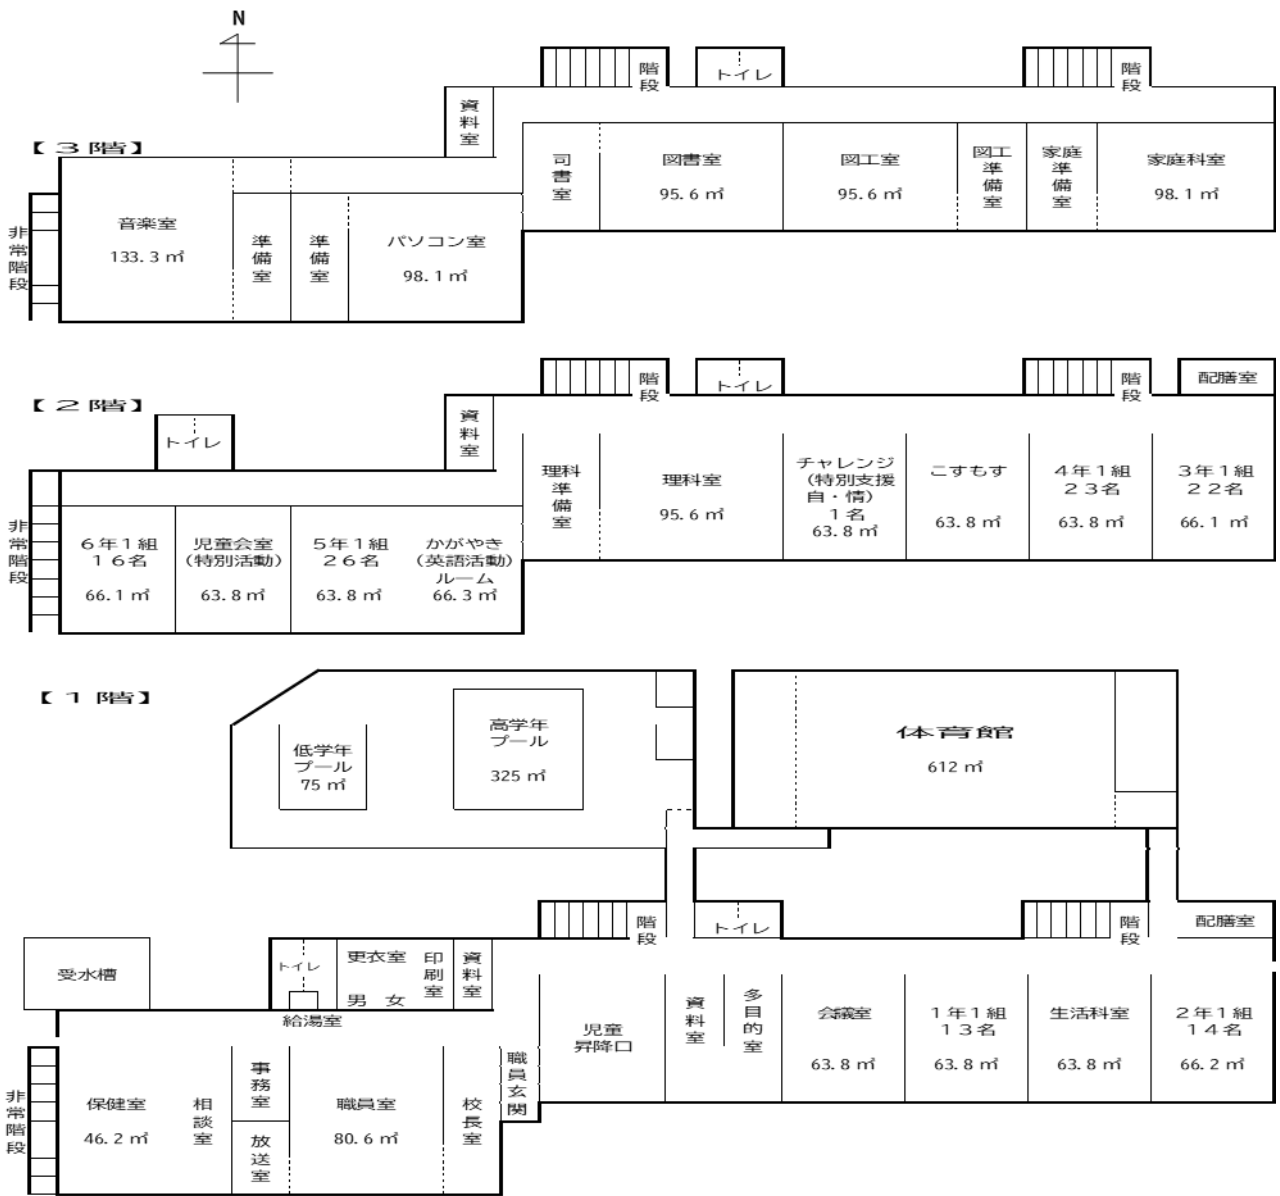 N
【3階】
階段
トイレ
階段
資料室
司書室
図書室
95.6㎡
図工室
95.6㎡
図工準備室
家庭準備室
家庭科室
98.1㎡
非常階段
音楽室
133.3㎡
準備室
準備室
パソコン室
98.1㎡
【2階】
階段
トイレ
階段
配膳室
トイレ
資料室
理科準備室
理科室
95.6㎡
チャレンジ
(特別支援
自・情)
1名
63.8㎡
こすもす
63.8㎡
4年1組
23名
63.8㎡
3年1組
22名
66.1㎡
非常階段
6年1組
16名
66.1㎡
児童会室
(特別活動)
63.8㎡
5年1組
26名
63.8㎡
かがやき
(英語活動)
ルーム
66.3㎡
【1階】
低学年
プール
75㎡
高学年
プール
325㎡
体育館
612㎡
階段
トイレ
階段
配膳室
受水槽
トイレ
更衣室
男 女
印刷室
資料室
給湯室
児童
昇降口
資料室
多目的室
会議室
63.8㎡
1年1組
13名
63.8㎡
生活科室
63.8㎡
2年1組
14名
66.2㎡
非常階段
保健室
46.2㎡
相談室
事務室
放送室
職員室
80.6㎡
校長室
職員玄関